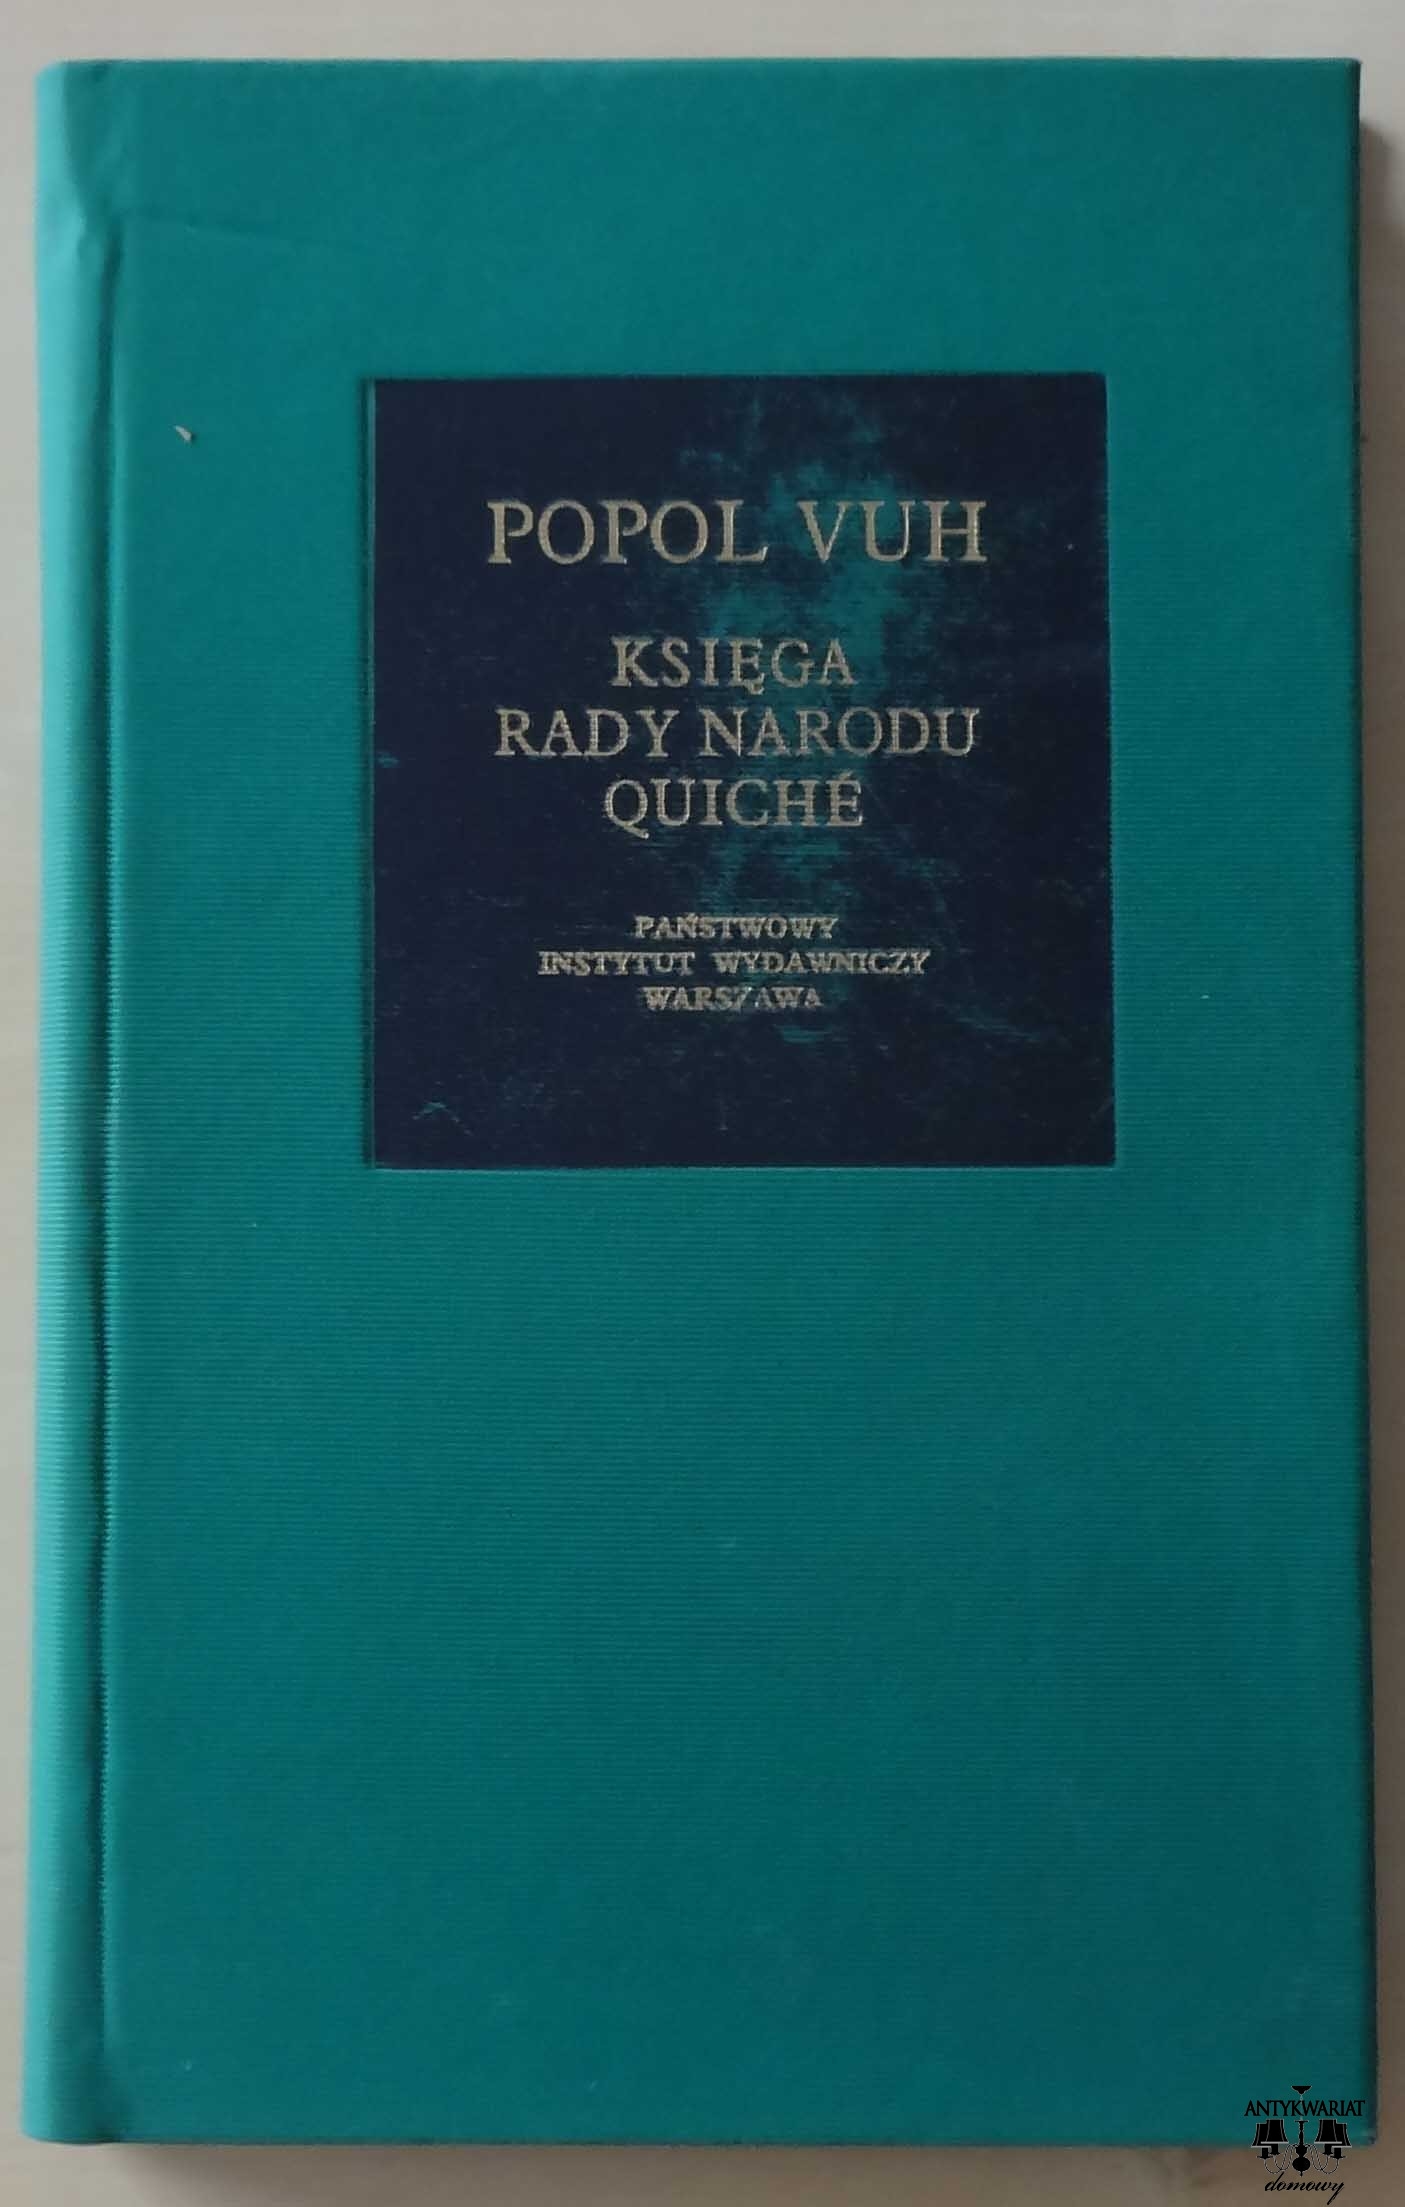 POPOL VUH
KSIĘGA
RADY NARODU
QUICHÉ
PAŃSTWOWY
INSTYTUT WYDAWNICZY
WARSZAWA
ANTYKWARIAT
domowy